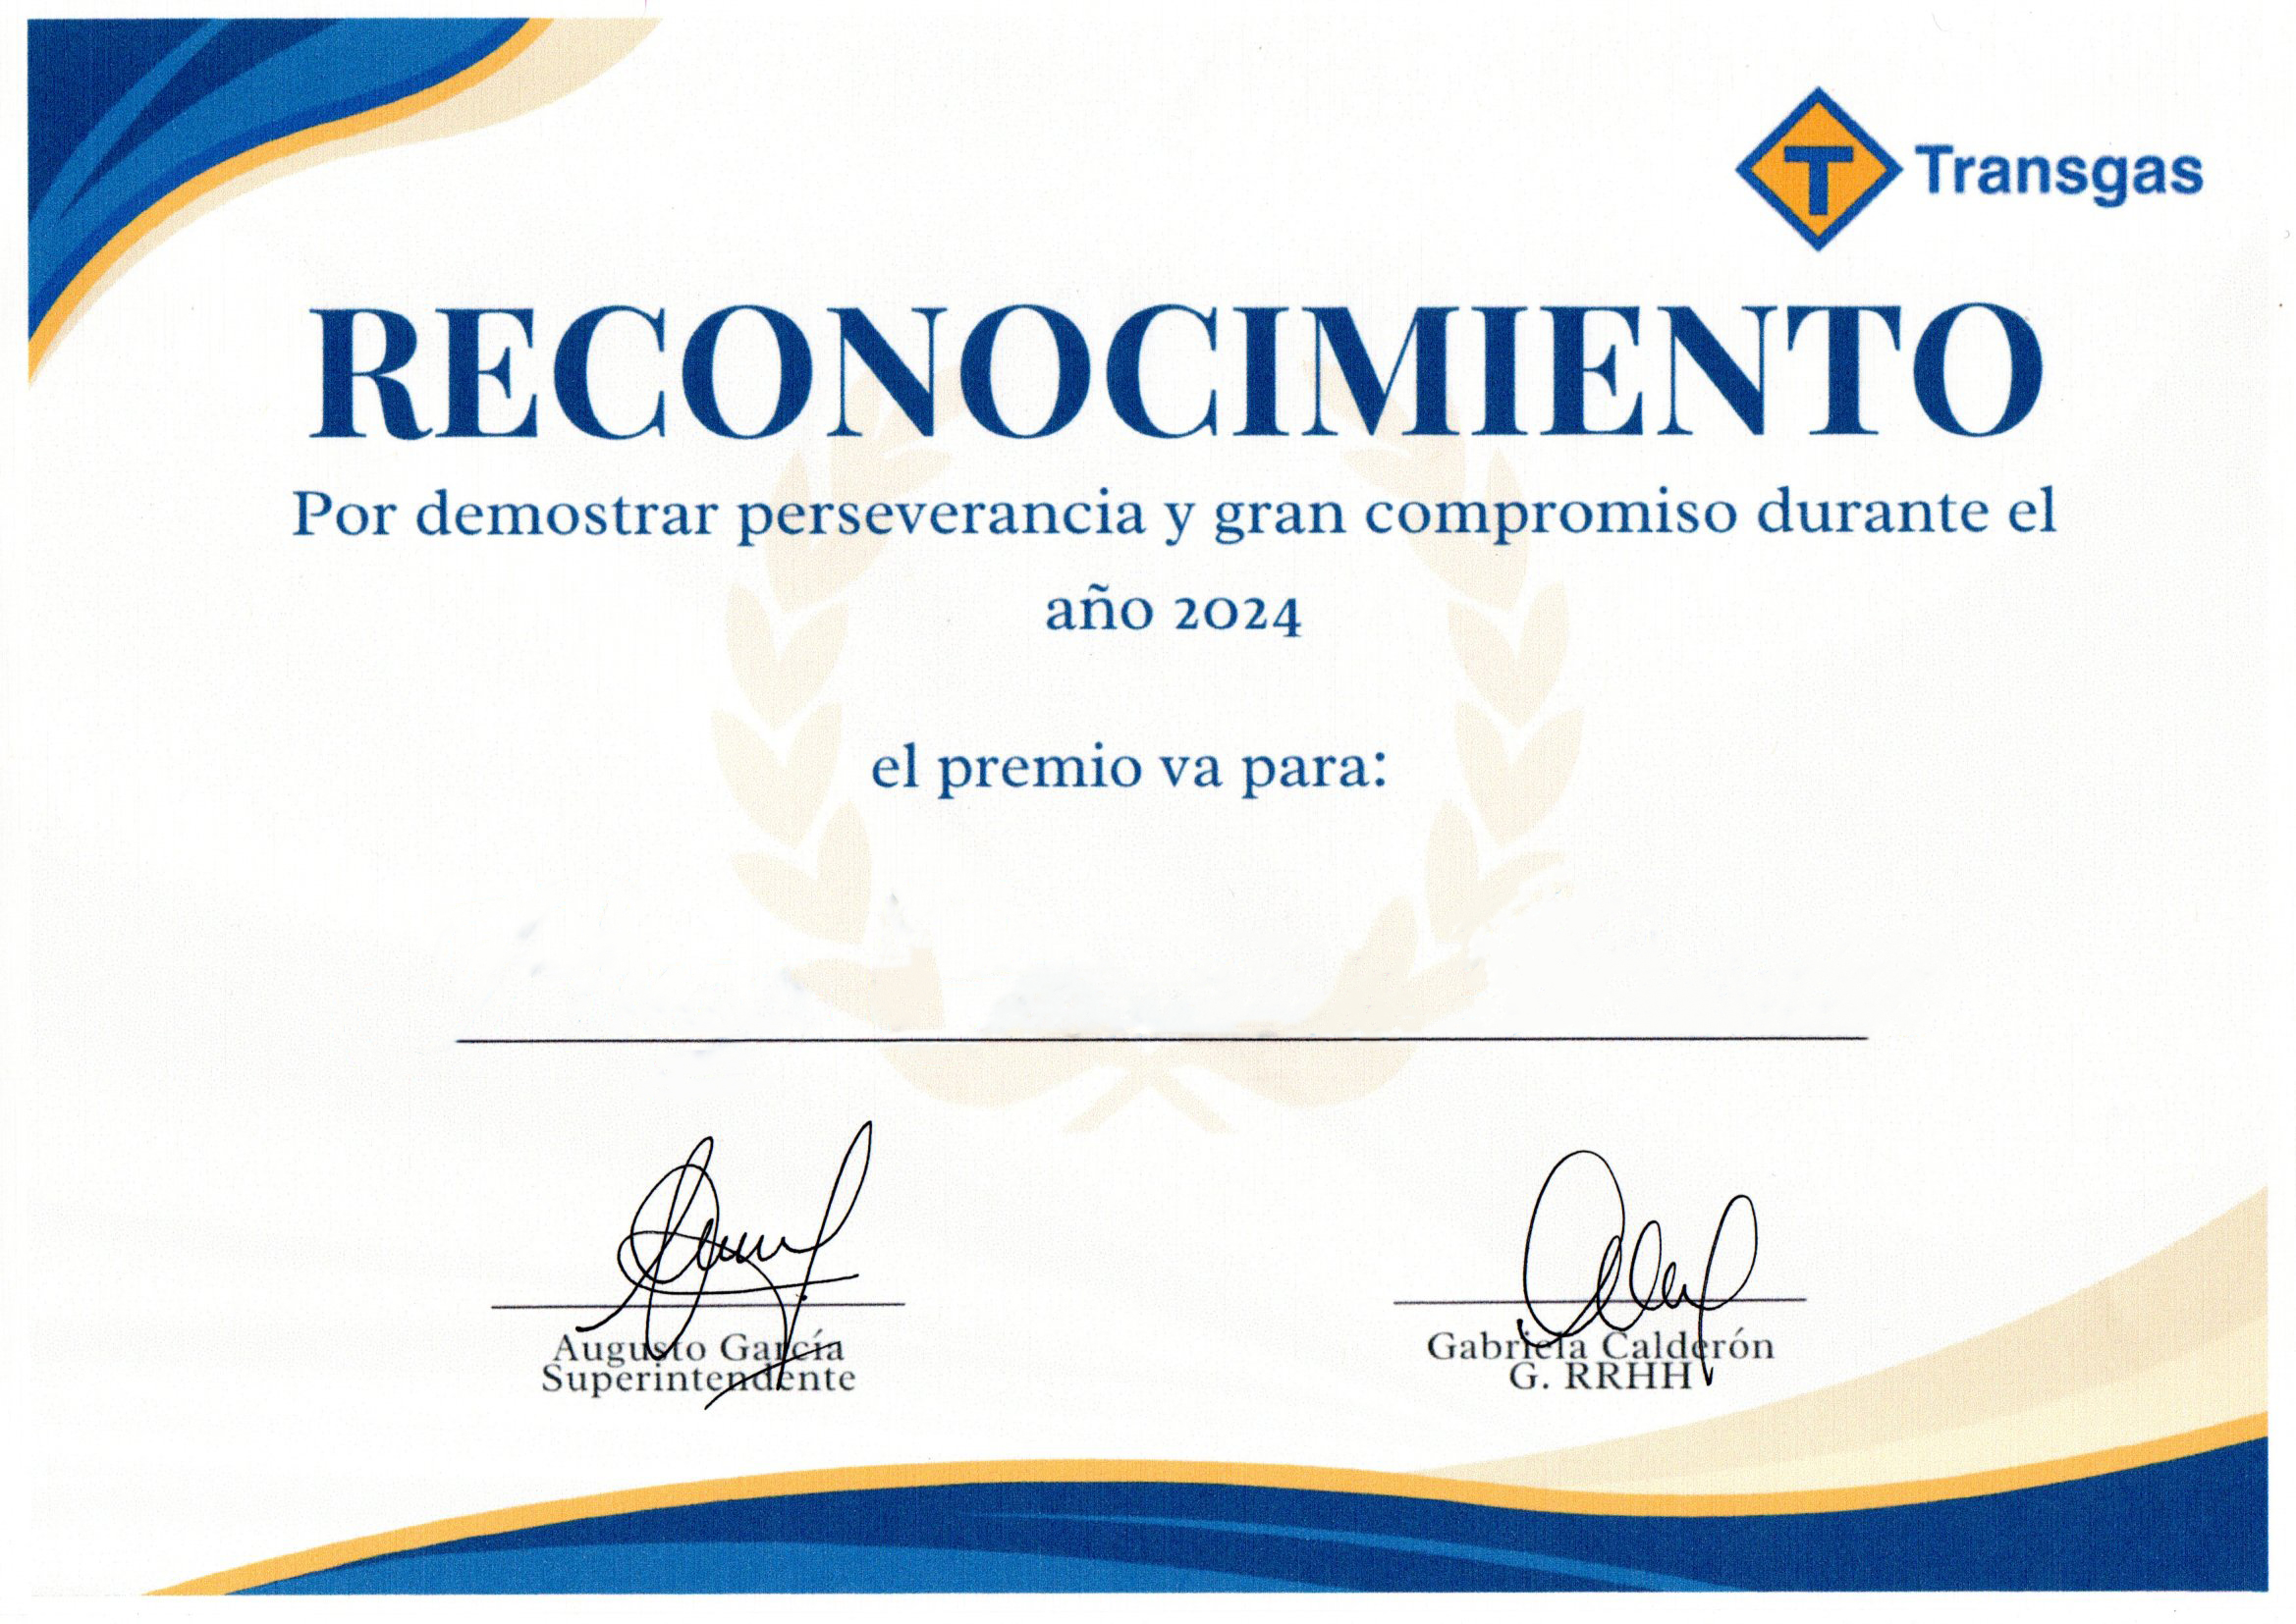 Transgas
RECONOCIMIENTO
Por demostrar perseverancia y gran compromiso durante el
año 2024
el premio va para:
Augusto García
Superintendente
Gabriela Calderón
G. RRHH